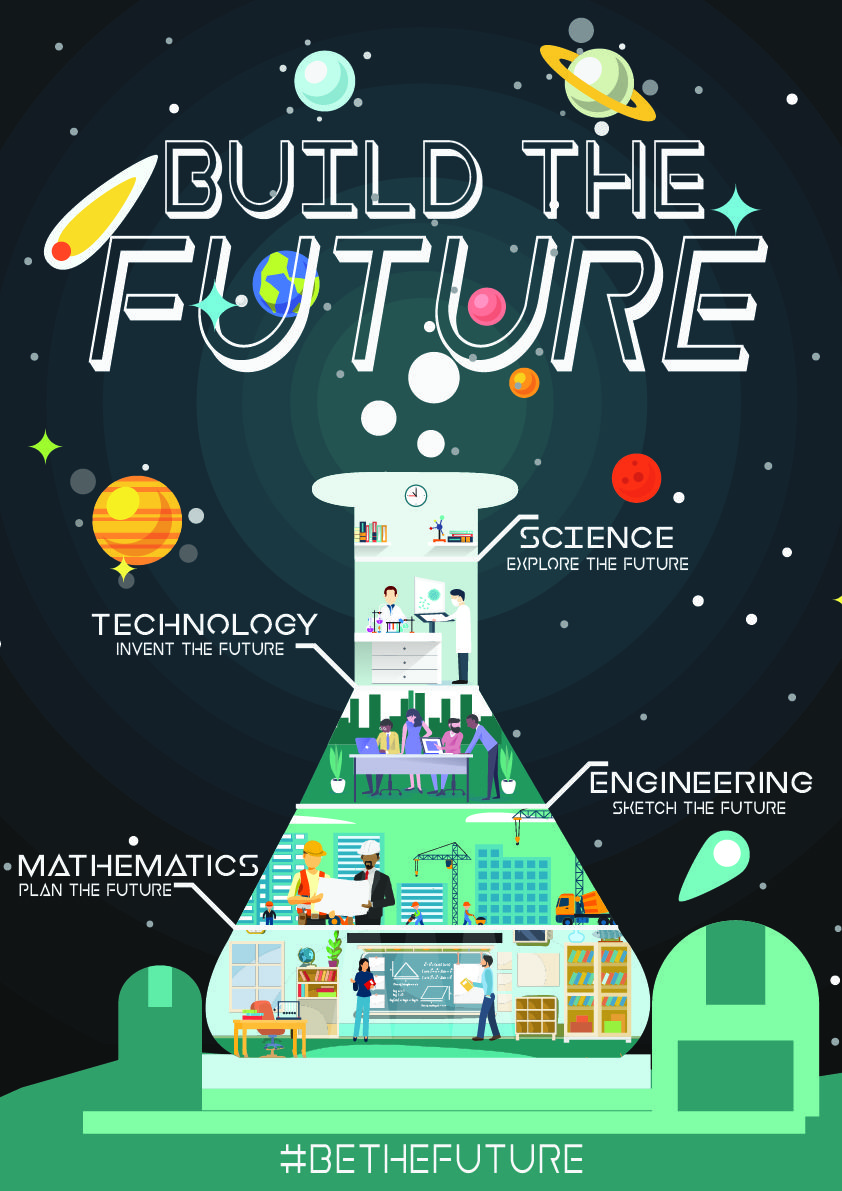 BUILD THE
FUTURE
SCIENCE
EXPLORE THE FUTURE
TECHNOLOGY
INVENT THE FUTURE
ENGINEERING
SKETCH THE FUTURE
MATHEMATICS
PLAN THE FUTURE
#BETHEFUTURE